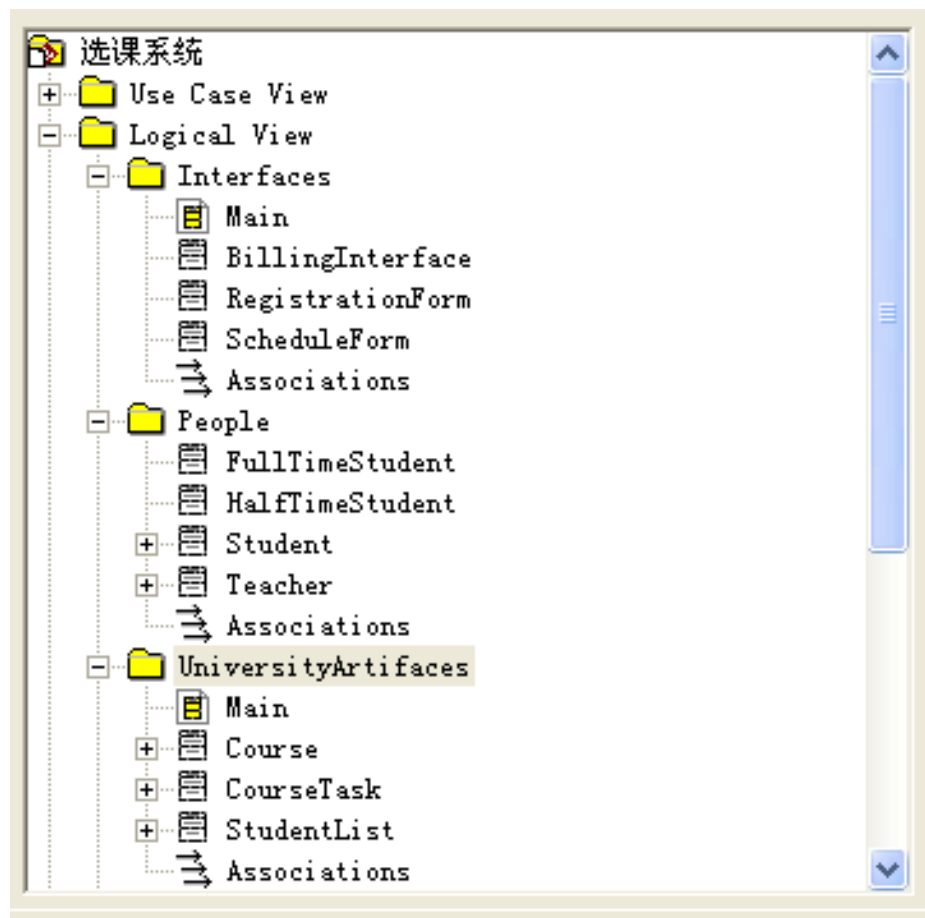 选课系统
Use Case View
Logical View
Interfaces
Main
BillingInterface
RegistrationForm
ScheduleForm
Associations
People
FullTimeStudent
HalfTimeStudent
Student
Teacher
Associations
UniversityArtifaces
Main
Course
CourseTask
StudentList
Associations